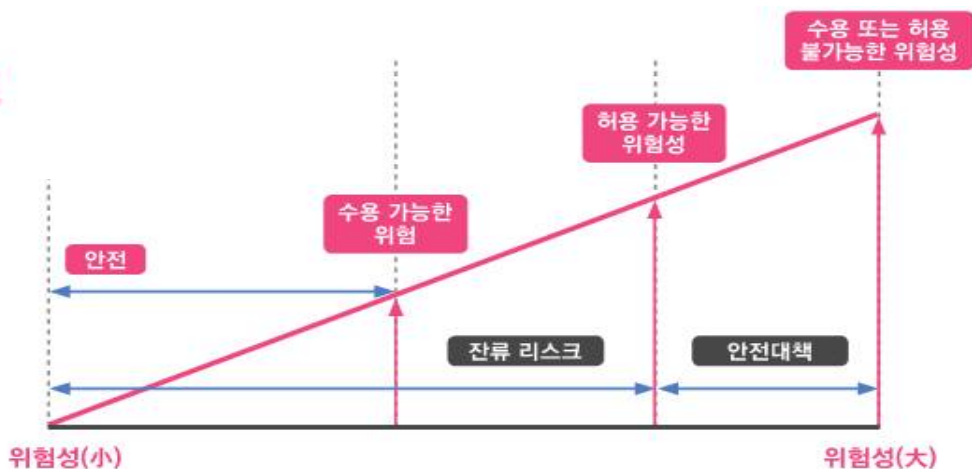 수용 또는 허용
불가능한 위험성
허용 가능한
위험성
수용 가능한
위험
안전
잔류 리스크
안전대책
위험성(小)
위험성(大)